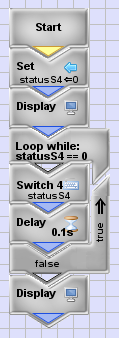 Start
Set
statusS4⇐0
Display
Loop while:
statusS4 == 0
Switch 4
statusS4
Delay
0.1s
true
false
Display